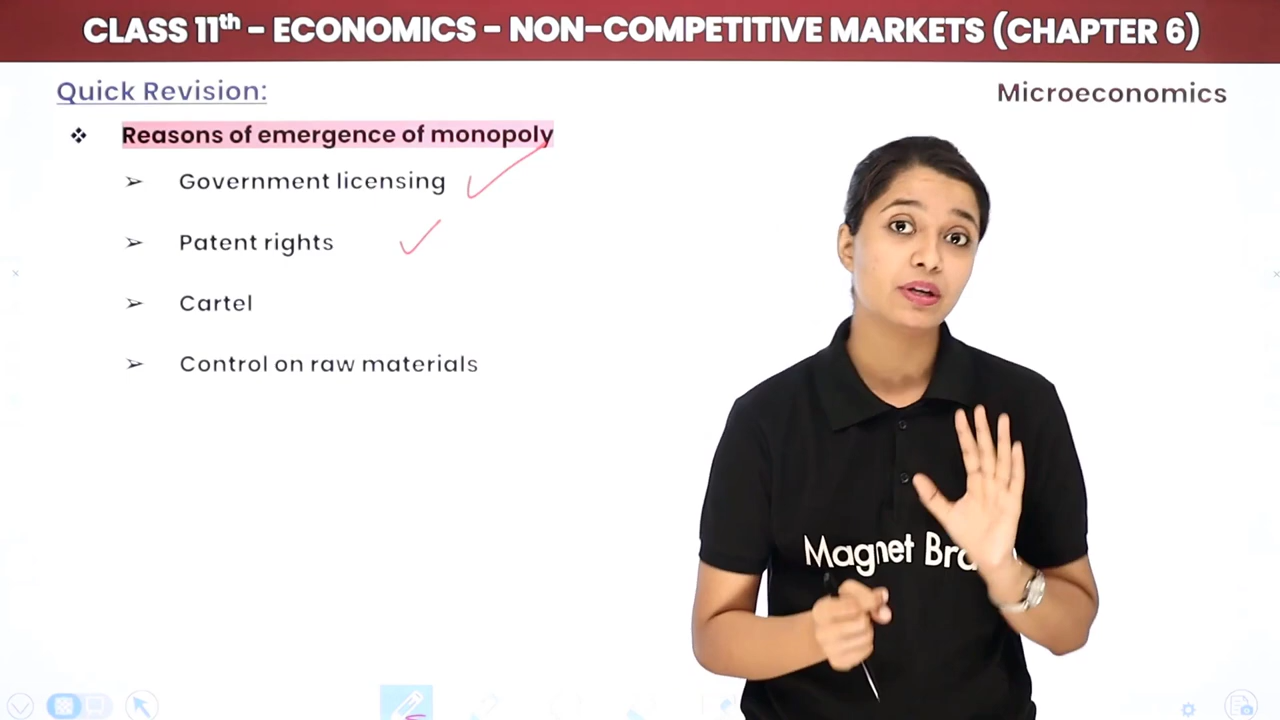 CLASS 11th - ECONOMICS - NON-COMPETITIVE MARKETS (CHAPTER 6)
Quick Revision:
Microeconomics
❖ Reasons of emergence of monopoly
➢ Government licensing
➢ Patent rights
➢ Cartel
➢ Control on raw materials
Magnet